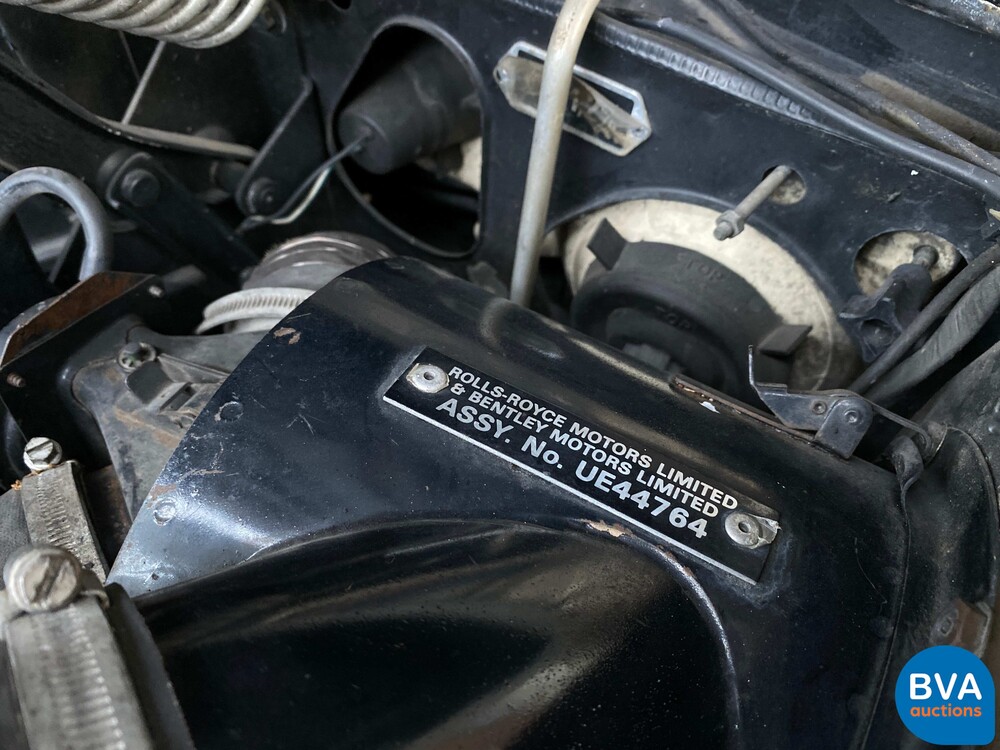 ROLLS-ROYCE MOTORS LIMITED
& BENTLEY MOTORS LIMITED
ASSY. No. UE44764
BVA
auctions